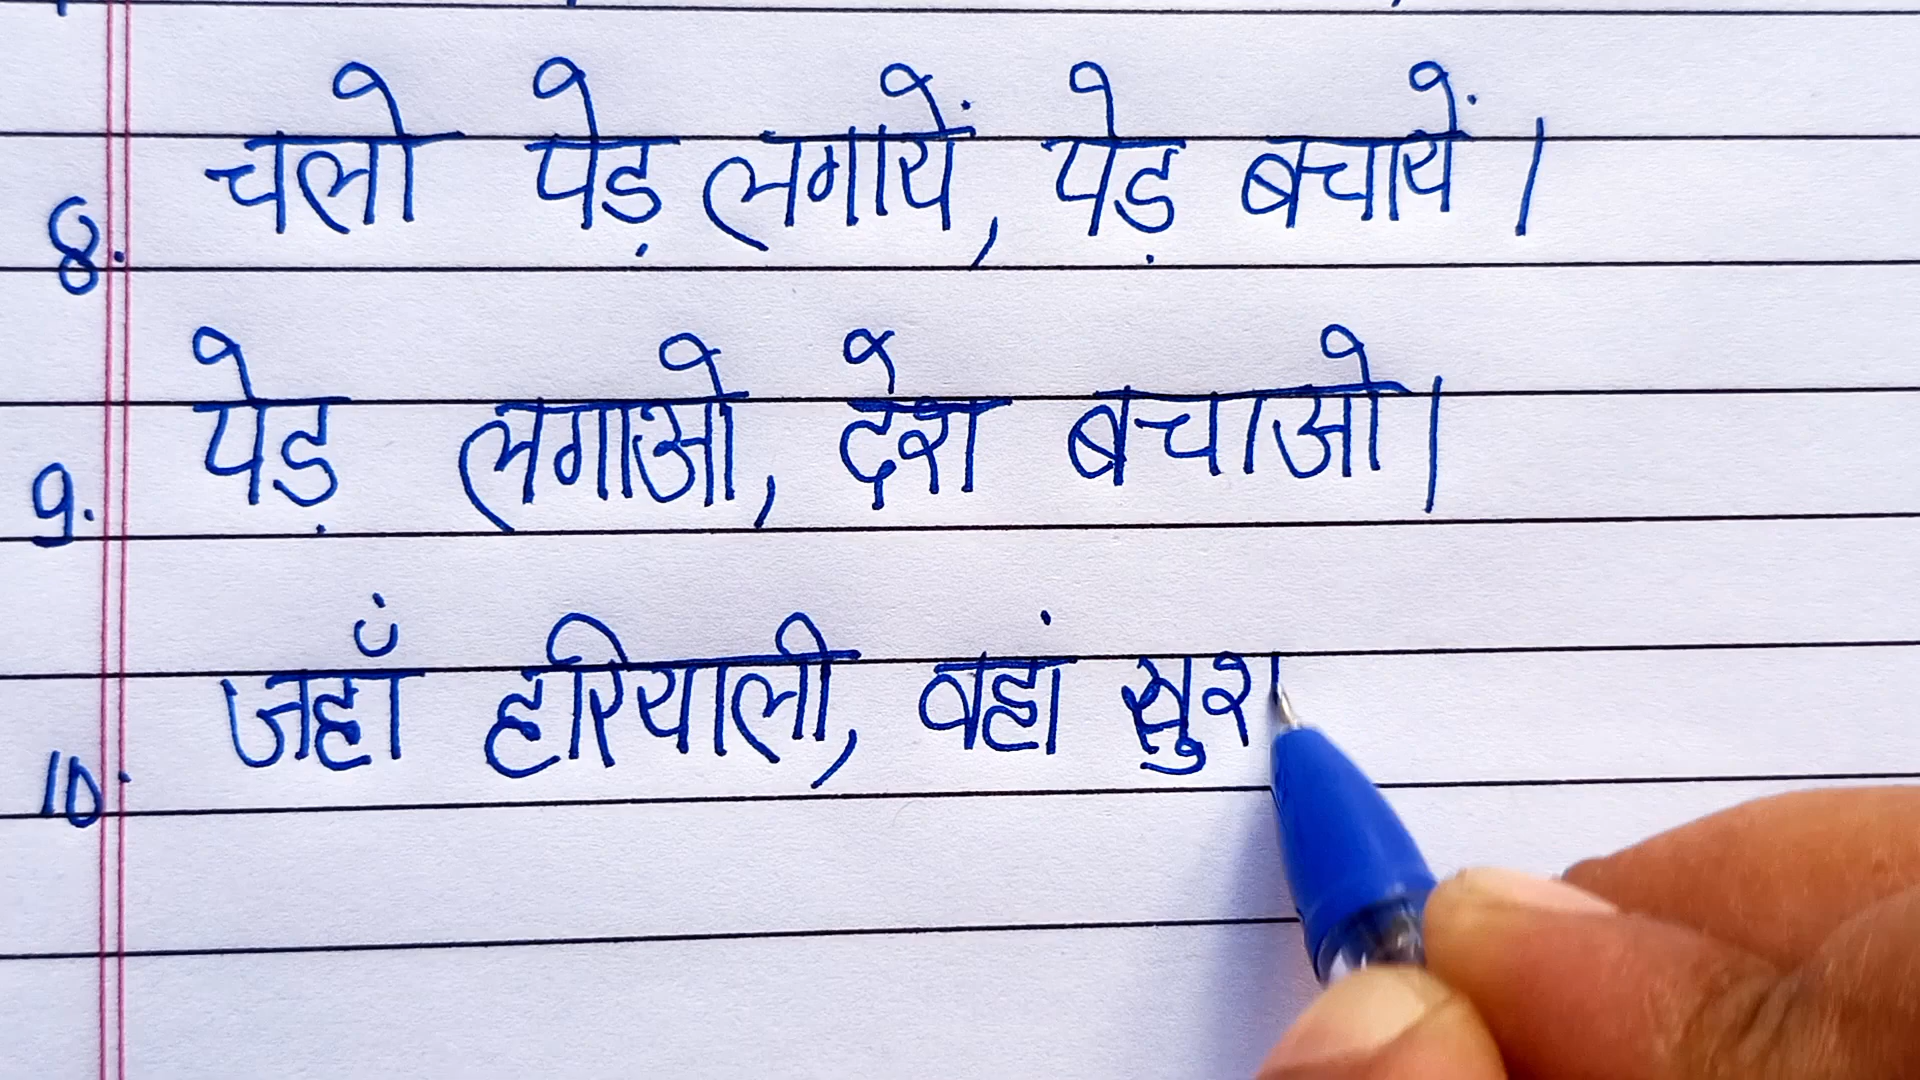 8. चलो पेड़ लगायें, पेड़ बचायें।
9. पेड़ लगाओ, देश बचाओ।
10. जहाँ हरियाली, वहां